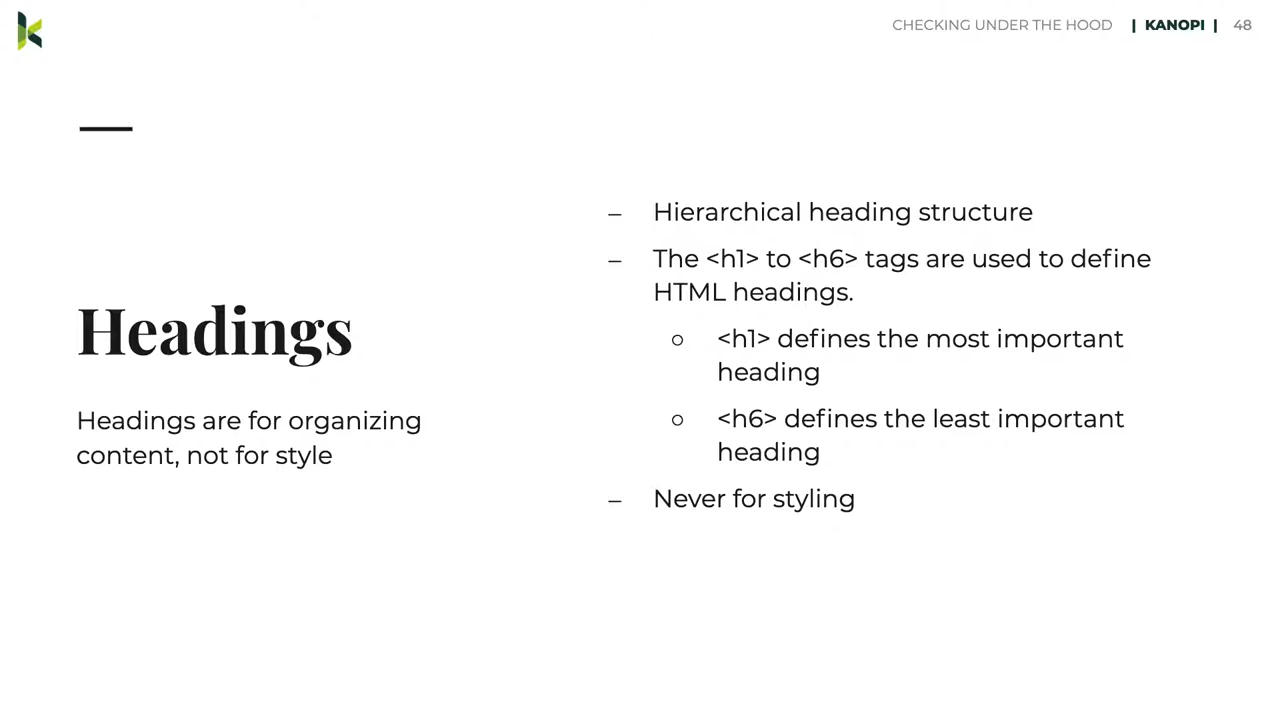 CHECKING UNDER THE HOOD | KANOPI | 48
Headings
Headings are for organizing
content, not for style
– Hierarchical heading structure
– The <h1> to <h6> tags are used to define
HTML headings.
○ <h1> defines the most important
heading
○ <h6> defines the least important
heading
– Never for styling